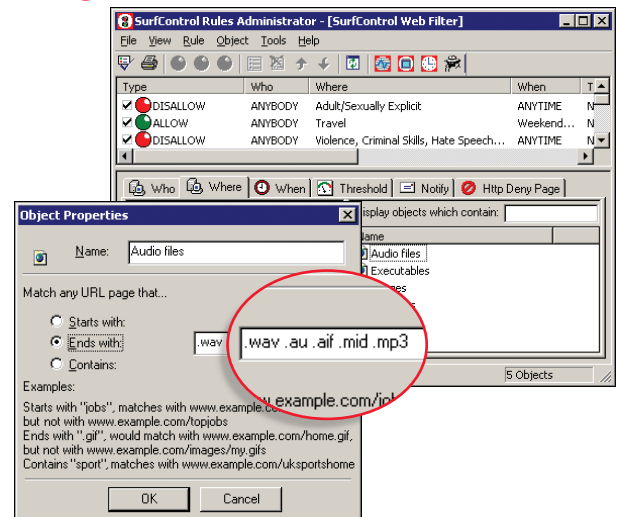 SurfControl Rules Administrator - [SurfControl Web Filter]
File View Rule Object Tools Help
Type Who Where When T
DISALLOW ANYBODY Adult/Sexually Explicit ANYTIME N
ALLOW ANYBODY Travel Weekend... N
DISALLOW ANYBODY Violence, Criminal Skills, Hate Speech... ANYTIME N
Who Where When Threshold Notify Http Deny Page
isplay objects which contain:
ame
Audio files
Executables
5 Objects
Object Properties
Name: Audio files
Match any URL page that...
Starts with:
Ends with: .wav
.wav .au .aif .mid .mp3
Contains:
w.example.com/job
Examples:
Starts with "jobs", matches with www.example.co
but not with www.example.com/topjobs
Ends with ".gif", would match with www.example.com/home.gif,
but not with www.example.com/images/my.gifs
Contains "sport", matches with www.example.com/uksportshome
OK Cancel